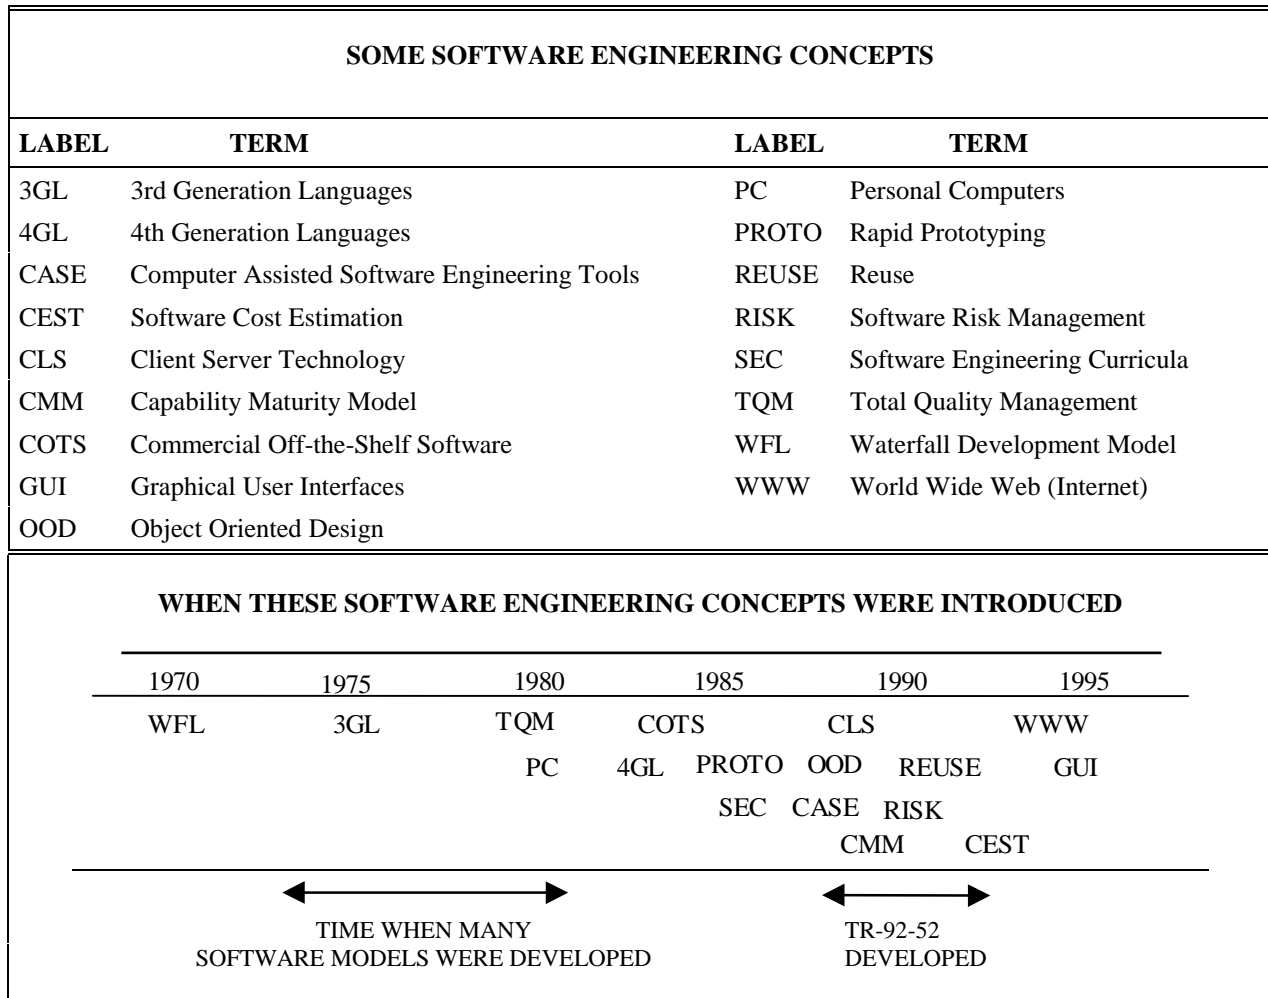 SOME SOFTWARE ENGINEERING CONCEPTS
LABEL TERM LABEL TERM
3GL 3rd Generation Languages PC Personal Computers
4GL 4th Generation Languages PROTO Rapid Prototyping
CASE Computer Assisted Software Engineering Tools REUSE Reuse
CEST Software Cost Estimation RISK Software Risk Management
CLS Client Server Technology SEC Software Engineering Curricula
CMM Capability Maturity Model TQM Total Quality Management
COTS Commercial Off-the-Shelf Software WFL Waterfall Development Model
GUI Graphical User Interfaces WWW World Wide Web (Internet)
OOD Object Oriented Design
WHEN THESE SOFTWARE ENGINEERING CONCEPTS WERE INTRODUCED
1970 1975 1980 1985 1990 1995
WFL 3GL TQM COTS CLS WWW
PC 4GL PROTO OOD REUSE GUI
SEC CASE RISK
CMM CEST
TIME WHEN MANY TR-92-52
SOFTWARE MODELS WERE DEVELOPED DEVELOPED